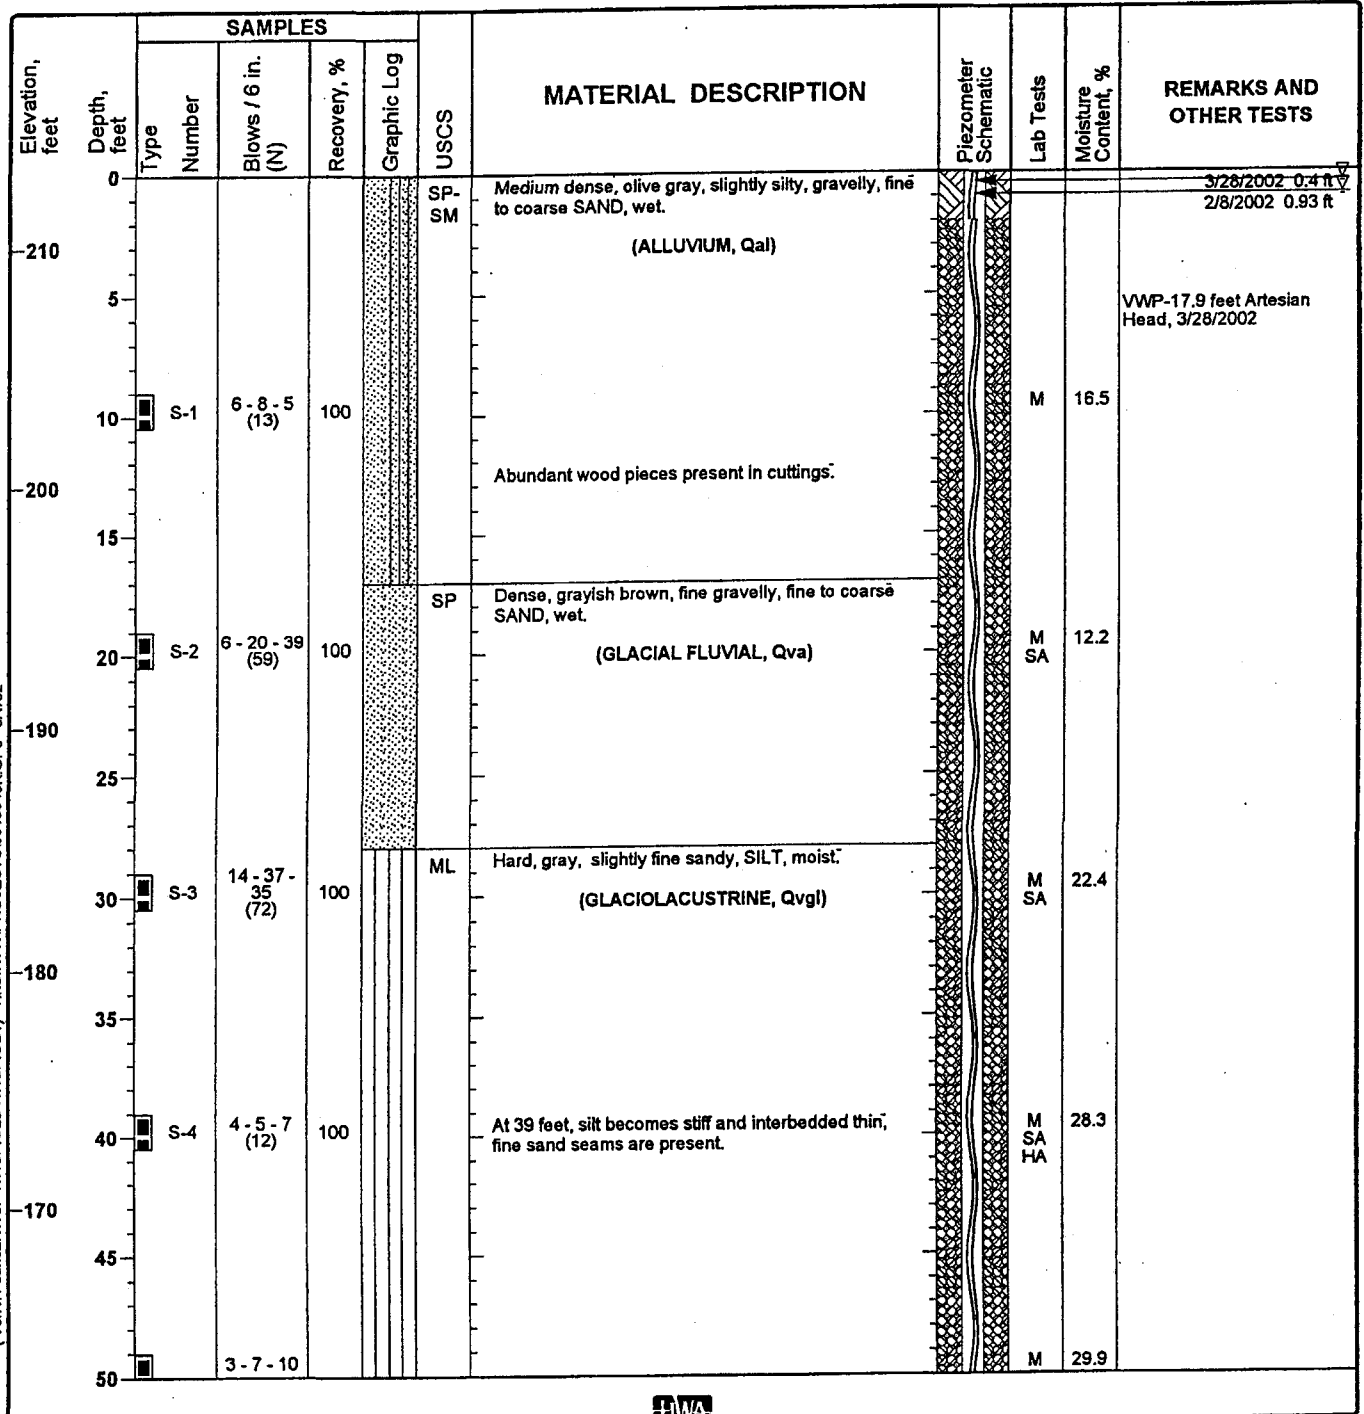 SAMPLES
Elevation, feet
Depth, feet
Type
Number
Blows / 6 in. (N)
Recovery, %
Graphic Log
USCS
MATERIAL DESCRIPTION
Piezometer Schematic
Lab Tests
Moisture Content, %
REMARKS AND
OTHER TESTS
0
SP-
SM
Medium dense, olive gray, slightly silty, gravelly, fine
to coarse SAND, wet.
3/28/2002 0.4 ft
2/8/2002 0.93 ft
(ALLUVIUM, Qal)
210
5
VWP-17.9 feet Artesian
Head, 3/28/2002
10
S-1
6 - 8 - 5
(13)
100
M
16.5
Abundant wood pieces present in cuttings.
200
15
SP
Dense, grayish brown, fine gravelly, fine to coarse
SAND, wet.
20
S-2
6 - 20 - 39
(59)
100
(GLACIAL FLUVIAL, Qva)
M
SA
12.2
190
25
ML
Hard, gray, slightly fine sandy, SILT, moist.
30
S-3
14 - 37 -
35
(72)
100
(GLACIOLACUSTRINE, Qvgl)
M
SA
22.4
180
35
40
S-4
4 - 5 - 7
(12)
100
At 39 feet, silt becomes stiff and interbedded thin,
fine sand seams are present.
M
SA
HA
28.3
170
45
50
3 - 7 - 10
M
29.9
HWA